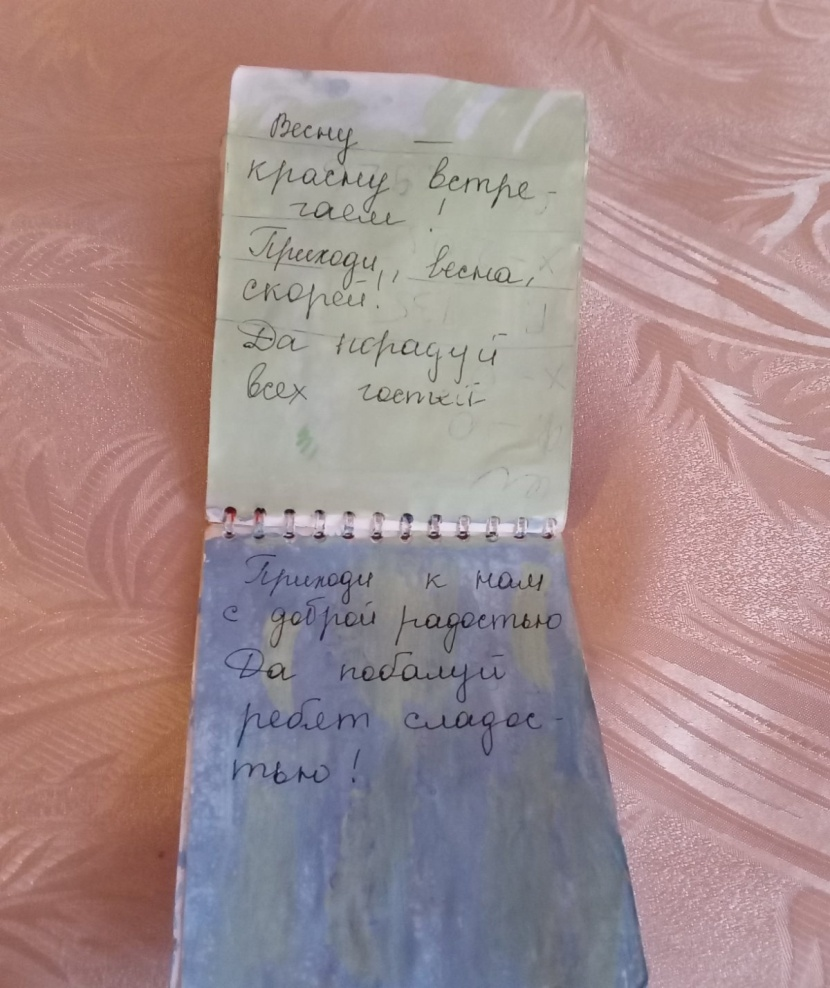 Весну —
красну встре-
чаем!
Приходи, весна,
скорей!
Да порадуй
всех гостей
Приходи к нам
с доброй радостью
Да побалуй
ребят сладос-
тью!